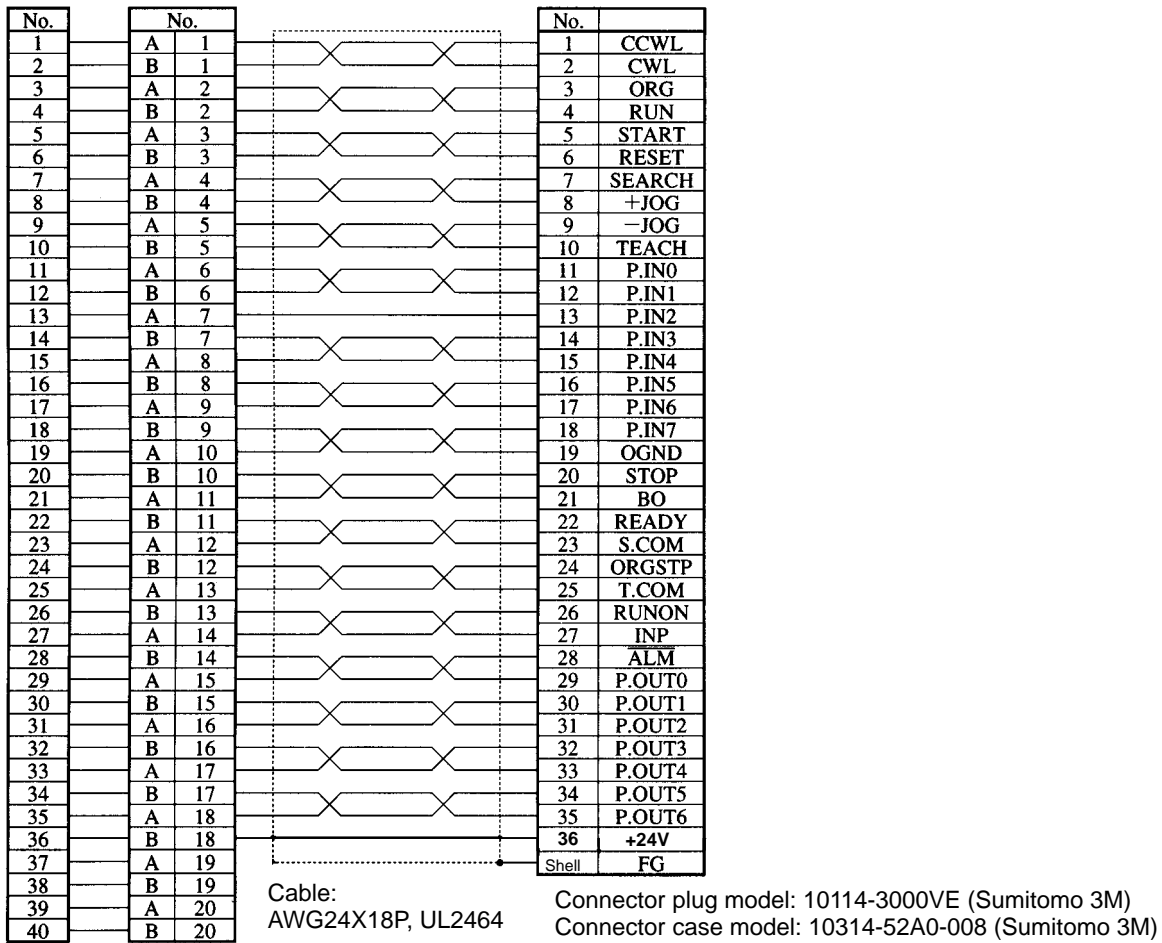 No. No. No.
1 A 1 1 CCWL
2 B 1 2 CWL
3 A 2 3 ORG
4 B 2 4 RUN
5 A 3 5 START
6 B 3 6 RESET
7 A 4 7 SEARCH
8 B 4 8 +JOG
9 A 5 9 −JOG
10 B 5 10 TEACH
11 A 6 11 P.IN0
12 B 6 12 P.IN1
13 A 7 13 P.IN2
14 B 7 14 P.IN3
15 A 8 15 P.IN4
16 B 8 16 P.IN5
17 A 9 17 P.IN6
18 B 9 18 P.IN7
19 A 10 19 OGND
20 B 10 20 STOP
21 A 11 21 BO
22 B 11 22 READY
23 A 12 23 S.COM
24 B 12 24 ORGSTP
25 A 13 25 T.COM
26 B 13 26 RUNON
27 A 14 27 INP
28 B 14 28 ALM
29 A 15 29 P.OUT0
30 B 15 30 P.OUT1
31 A 16 31 P.OUT2
32 B 16 32 P.OUT3
33 A 17 33 P.OUT4
34 B 17 34 P.OUT5
35 A 18 35 P.OUT6
36 B 18 36 +24V
37 A 19 Shell FG
38 B 19
39 A 20
40 B 20
Cable:
AWG24X18P, UL2464
Connector plug model: 10114-3000VE (Sumitomo 3M)
Connector case model: 10314-52A0-008 (Sumitomo 3M)